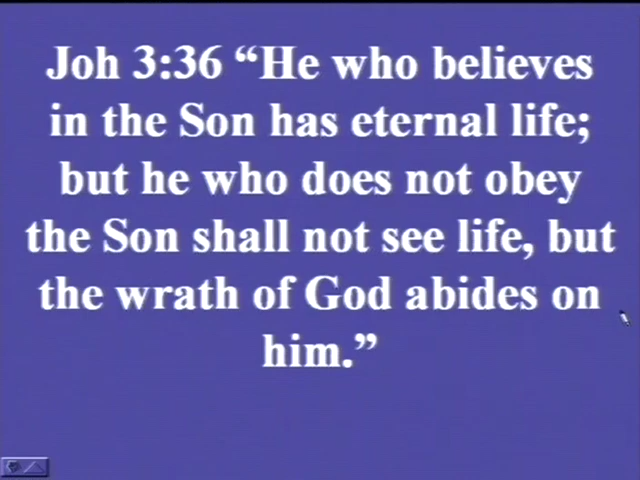 Joh 3:36 “He who believes
in the Son has eternal life;
but he who does not obey
the Son shall not see life, but
the wrath of God abides on
him.”